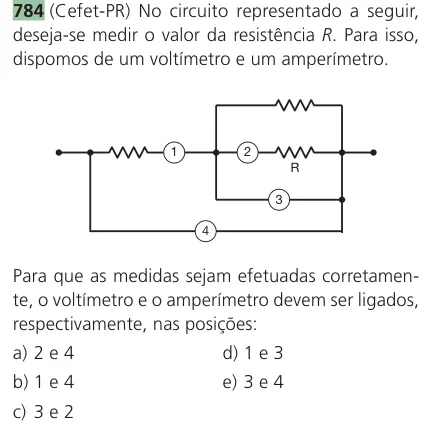 784 (Cefet-PR) No circuito representado a seguir,
deseja-se medir o valor da resistência R. Para isso,
dispomos de um voltímetro e um amperímetro.
1
2
R
3
4
Para que as medidas sejam efetuadas corretamen-
te, o voltímetro e o amperímetro devem ser ligados,
respectivamente, nas posições:
a) 2 e 4 d) 1 e 3
b) 1 e 4 e) 3 e 4
c) 3 e 2